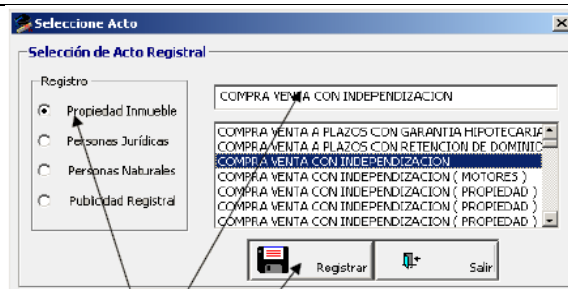 Seleccione Acto
Selección de Acto Registral
Registro
Propiedad Inmueble
Personas Jurídicas
Personas Naturales
Publicidad Registral
COMPRA VENTA CON INDEPENDIZACION
COMPRA VENTA A PLAZOS CON GARANTIA HIPOTECARIA
COMPRA VENTA A PLAZOS CON RETENCION DE DOMINIO
COMPRA VENTA CON INDEPENDIZACION
COMPRA VENTA CON INDEPENDIZACION ( MOTORES )
COMPRA VENTA CON INDEPENDIZACION ( PROPIEDAD )
COMPRA VENTA CON INDEPENDIZACION ( PROPIEDAD )
COMPRA VENTA CON INDEPENDIZACION ( PROPIEDAD )
Registrar
Salir